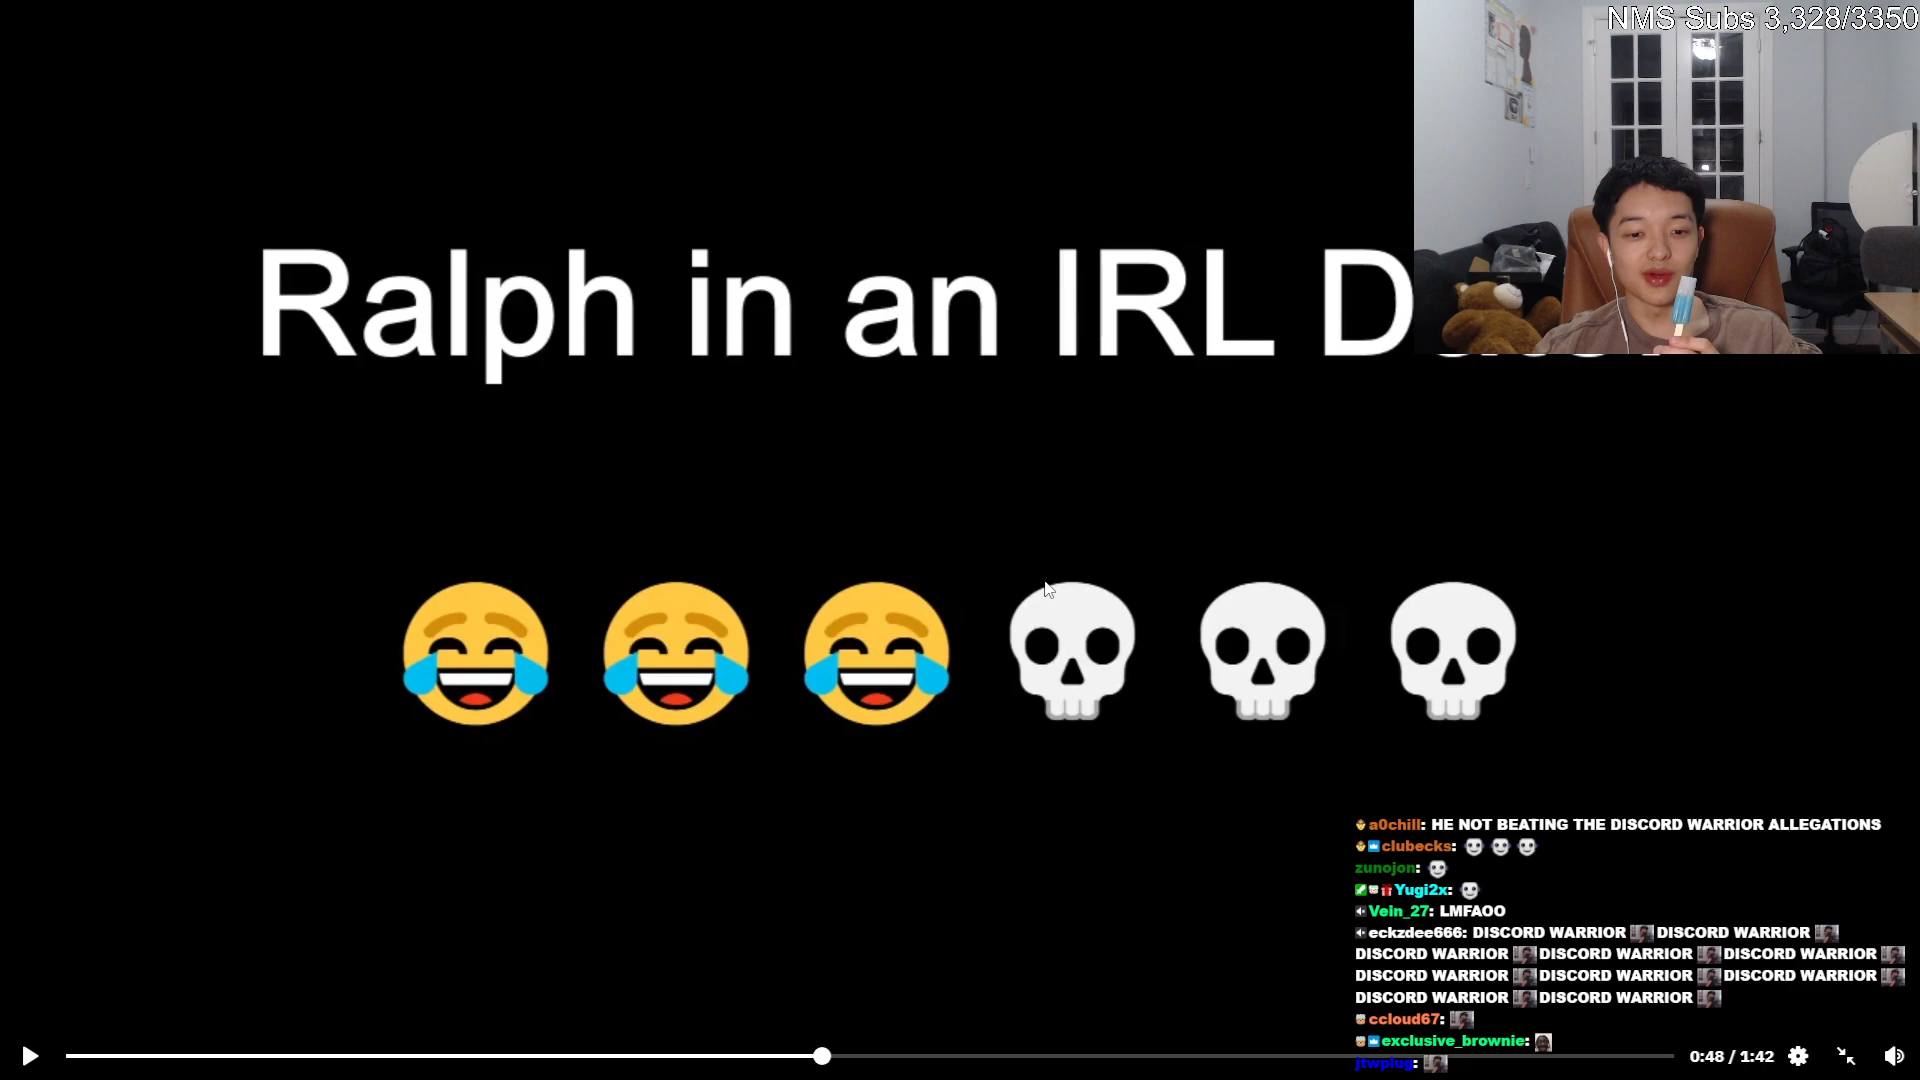 NMS Subs 3,328/3350
Ralph in an IRL D
a0chill: HE NOT BEATING THE DISCORD WARRIOR ALLEGATIONS
clubecks:
zunojon:
Yugi2x:
Vein_27: LMFAOO
eckzdee666: DISCORD WARRIOR DISCORD WARRIOR
DISCORD WARRIOR DISCORD WARRIOR DISCORD WARRIOR
DISCORD WARRIOR DISCORD WARRIOR DISCORD WARRIOR
DISCORD WARRIOR DISCORD WARRIOR
ccloud67:
exclusive_brownie:
jtwplug:
0:48 / 1:42